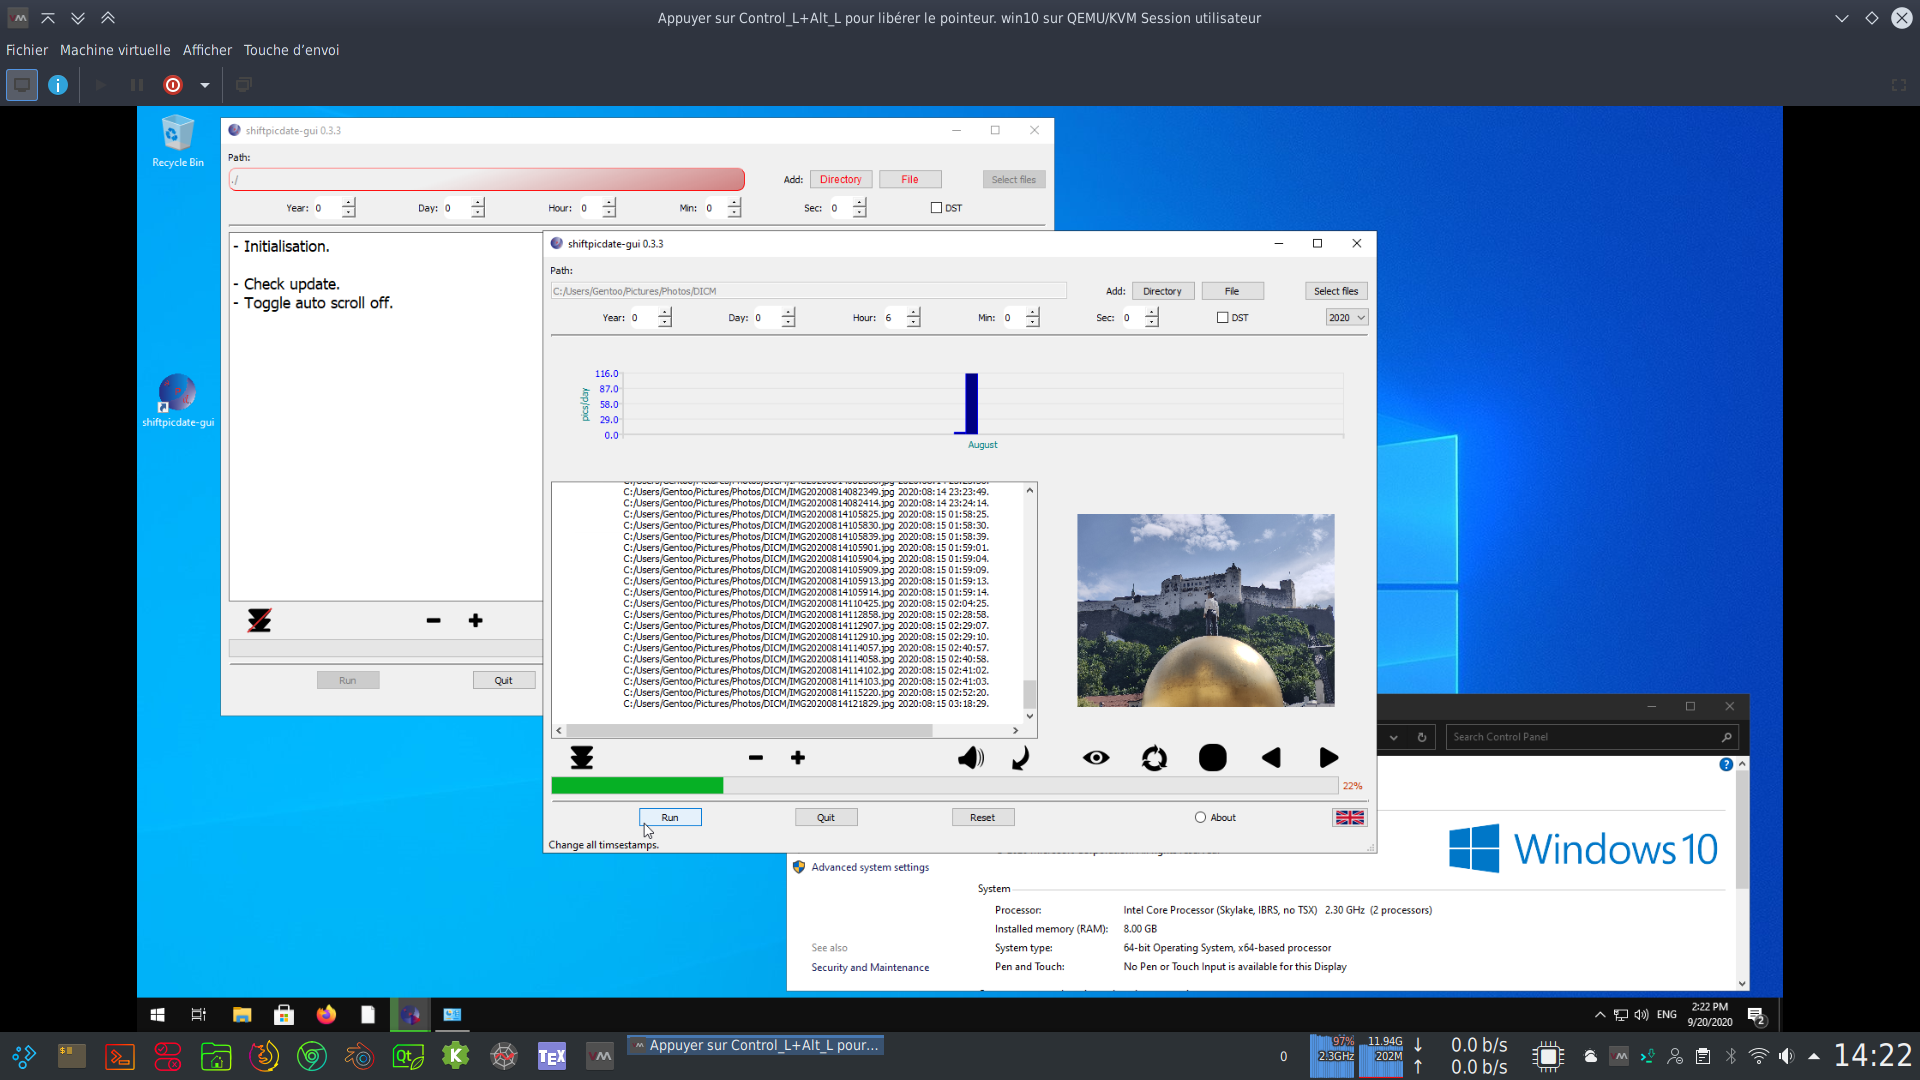 Appuyer sur Control_L+Alt_L pour libérer le pointeur. win10 sur QEMU/KVM Session utilisateur
Fichier Machine virtuelle Afficher Touche d’envoi
Recycle Bin
shiftpicdate-gui
shiftpicdate-gui 0.3.3
Path:
./
Add: Directory File Select files
Year: 0 Day: 0 Hour: 0 Min: 0 Sec: 0 DST
- Initialisation.
- Check update.
- Toggle auto scroll off.
Run Quit
shiftpicdate-gui 0.3.3
Path:
C:/Users/Gentoo/Pictures/Photos/DICM
Add: Directory File Select files
Year: 0 Day: 0 Hour: 6 Min: 0 Sec: 0 DST 2020
pics/day
116.0
87.0
58.0
29.0
0.0
August
C:/Users/Gentoo/Pictures/Photos/DICM/IMG20200814082349.jpg 2020:08:14 23:23:49.
C:/Users/Gentoo/Pictures/Photos/DICM/IMG20200814082414.jpg 2020:08:14 23:24:14.
C:/Users/Gentoo/Pictures/Photos/DICM/IMG20200814105825.jpg 2020:08:15 01:58:25.
C:/Users/Gentoo/Pictures/Photos/DICM/IMG20200814105830.jpg 2020:08:15 01:58:30.
C:/Users/Gentoo/Pictures/Photos/DICM/IMG20200814105839.jpg 2020:08:15 01:58:39.
C:/Users/Gentoo/Pictures/Photos/DICM/IMG20200814105901.jpg 2020:08:15 01:59:01.
C:/Users/Gentoo/Pictures/Photos/DICM/IMG20200814105904.jpg 2020:08:15 01:59:04.
C:/Users/Gentoo/Pictures/Photos/DICM/IMG20200814105909.jpg 2020:08:15 01:59:09.
C:/Users/Gentoo/Pictures/Photos/DICM/IMG20200814105913.jpg 2020:08:15 01:59:13.
C:/Users/Gentoo/Pictures/Photos/DICM/IMG20200814105914.jpg 2020:08:15 01:59:14.
C:/Users/Gentoo/Pictures/Photos/DICM/IMG20200814110425.jpg 2020:08:15 02:04:25.
C:/Users/Gentoo/Pictures/Photos/DICM/IMG20200814112858.jpg 2020:08:15 02:28:58.
C:/Users/Gentoo/Pictures/Photos/DICM/IMG20200814112907.jpg 2020:08:15 02:29:07.
C:/Users/Gentoo/Pictures/Photos/DICM/IMG20200814112910.jpg 2020:08:15 02:29:10.
C:/Users/Gentoo/Pictures/Photos/DICM/IMG20200814114057.jpg 2020:08:15 02:40:57.
C:/Users/Gentoo/Pictures/Photos/DICM/IMG20200814114058.jpg 2020:08:15 02:40:58.
C:/Users/Gentoo/Pictures/Photos/DICM/IMG20200814114102.jpg 2020:08:15 02:41:02.
C:/Users/Gentoo/Pictures/Photos/DICM/IMG20200814114103.jpg 2020:08:15 02:41:03.
C:/Users/Gentoo/Pictures/Photos/DICM/IMG20200814115220.jpg 2020:08:15 02:52:20.
C:/Users/Gentoo/Pictures/Photos/DICM/IMG20200814121829.jpg 2020:08:15 03:18:29.
22%
Run Quit Reset About
Change all timsestamps.
Search Control Panel
Windows 10
Advanced system settings
System
Processor: Intel Core Processor (Skylake, IBRS, no TSX) 2.30 GHz (2 processors)
Installed memory (RAM): 8.00 GB
System type: 64-bit Operating System, x64-based processor
Pen and Touch: No Pen or Touch Input is available for this Display
See also
Security and Maintenance
ENG 2:22 PM
9/20/2020
2
Qt
TEX
Appuyer sur Control_L+Alt_L pour...
0
97%
2.3GHz
11.94G
202M
0.0 b/s
0.0 b/s
14:22